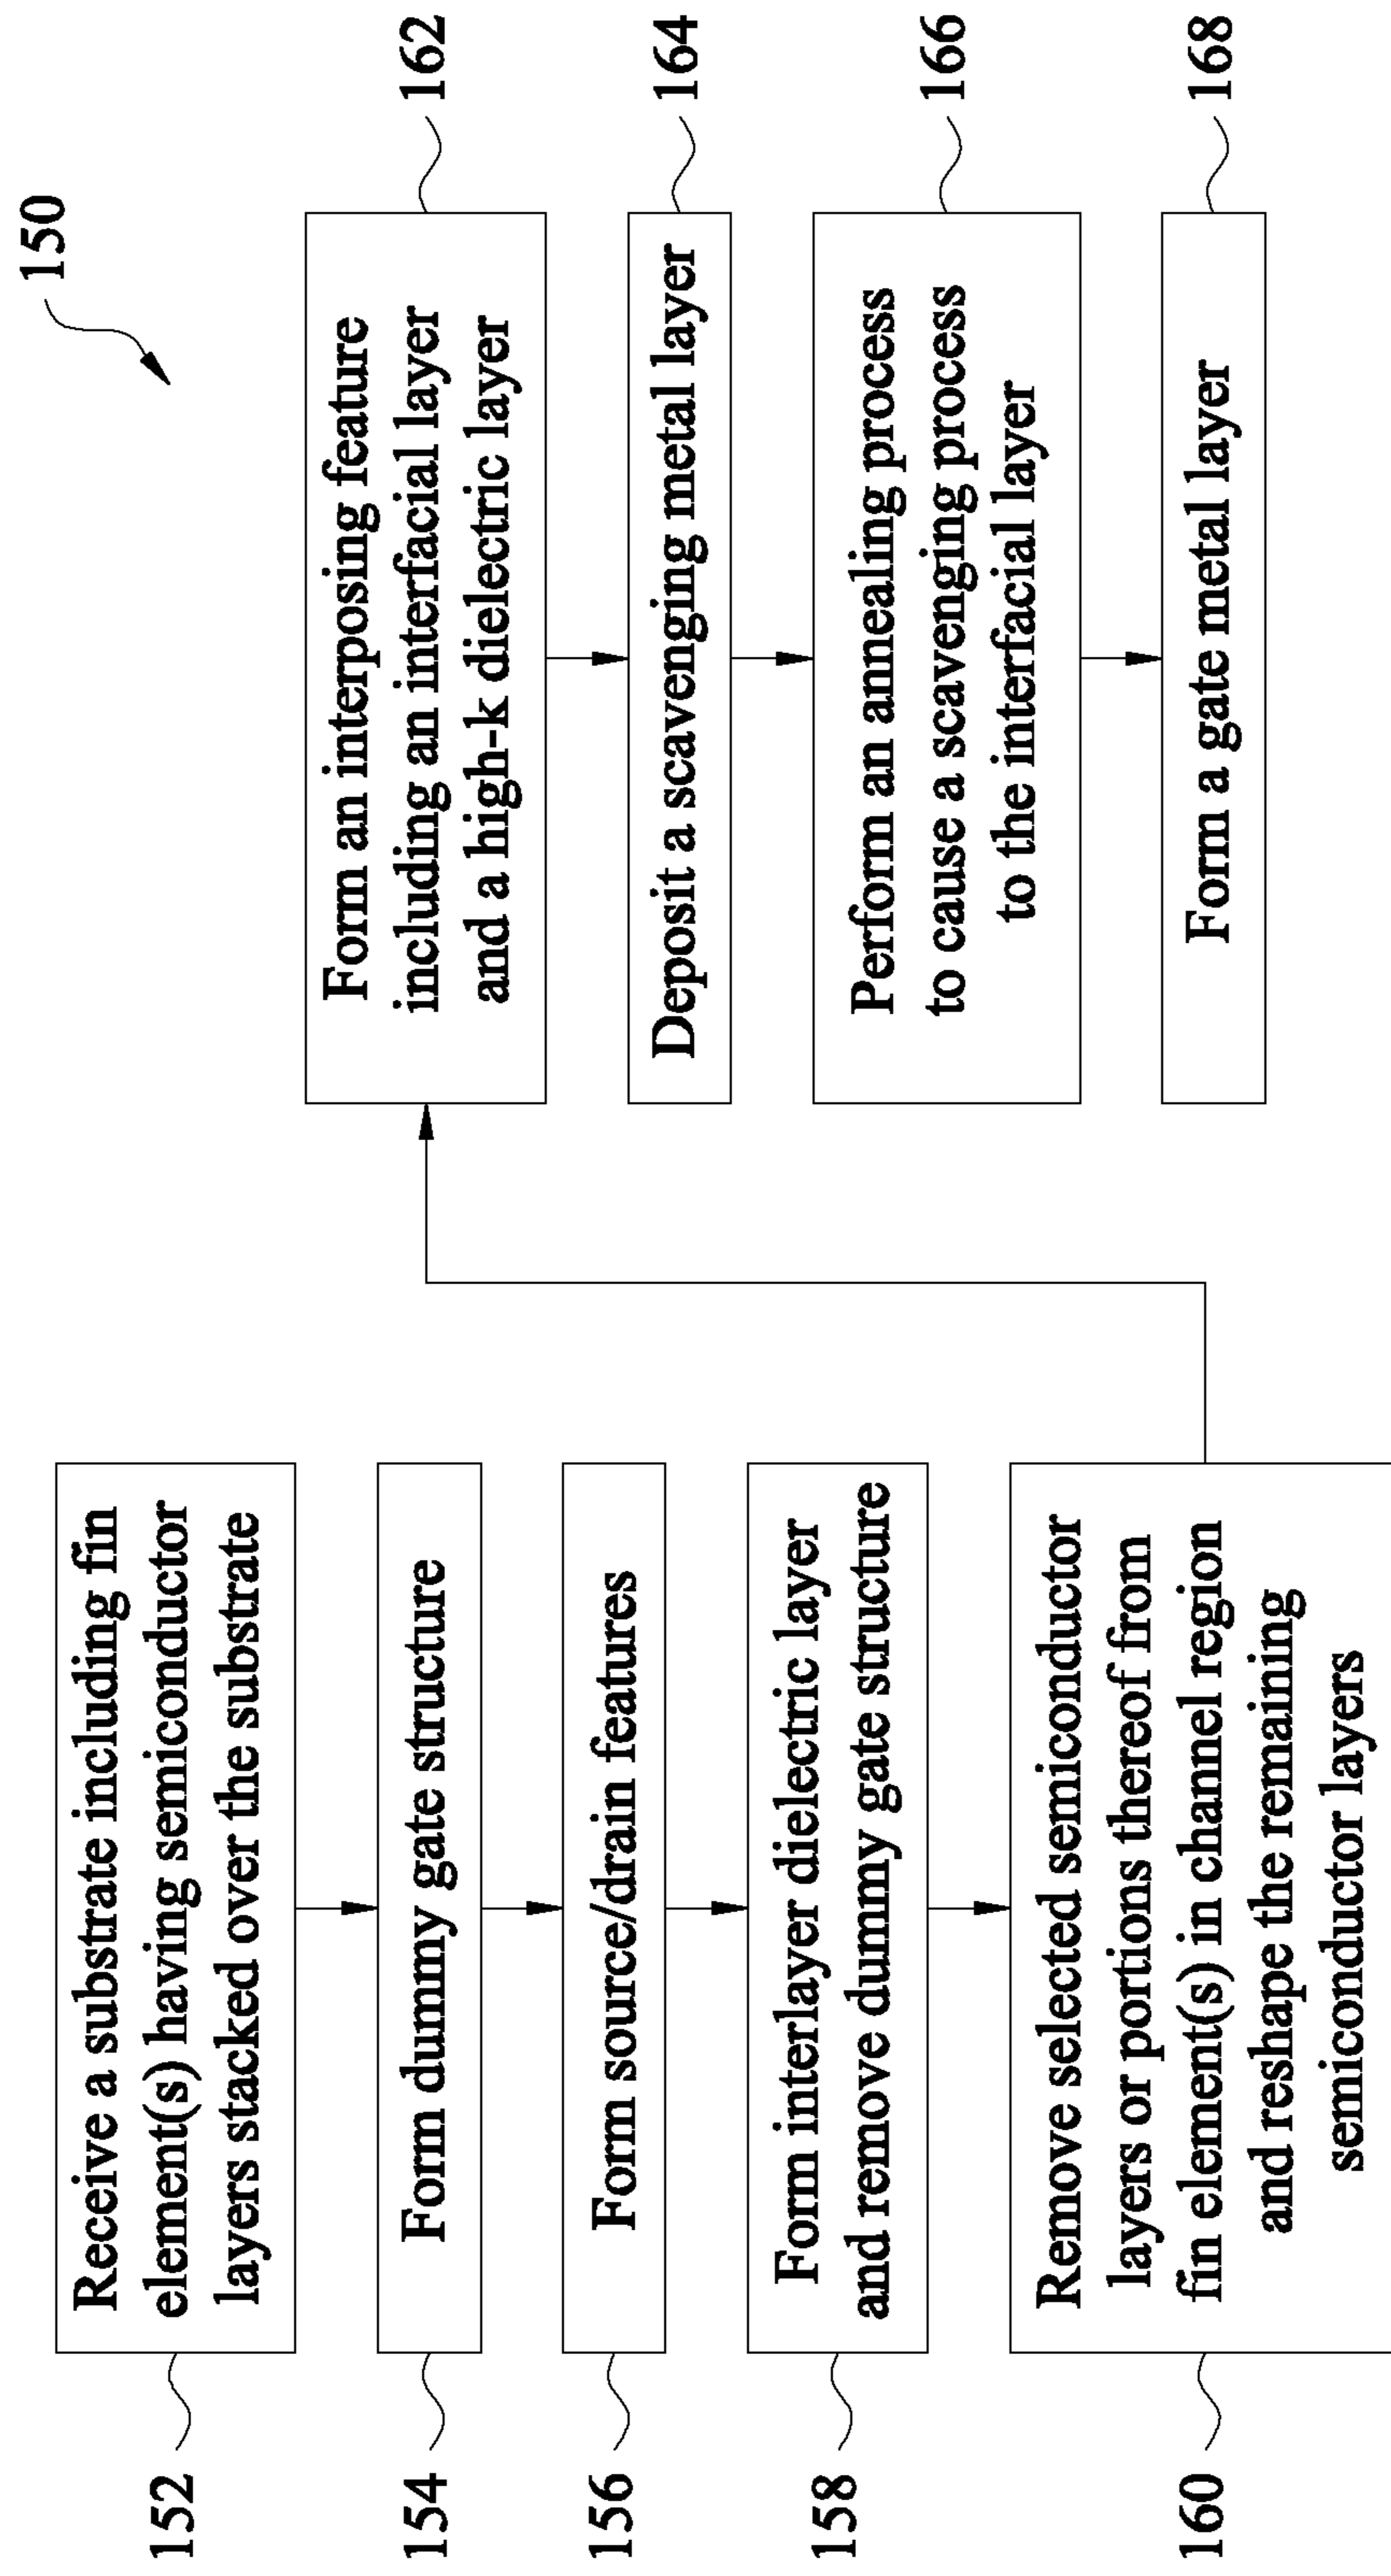 150
152
Receive a substrate including fin
element(s) having semiconductor
layers stacked over the substrate
154
Form dummy gate structure
156
Form source/drain features
158
Form interlayer dielectric layer
and remove dummy gate structure
160
Remove selected semiconductor
layers or portions thereof from
fin element(s) in channel region
and reshape the remaining
semiconductor layers
Form an interposing feature
including an interfacial layer
and a high-k dielectric layer
162
Deposit a scavenging metal layer
164
Perform an annealing process
to cause a scavenging process
to the interfacial layer
166
Form a gate metal layer
168